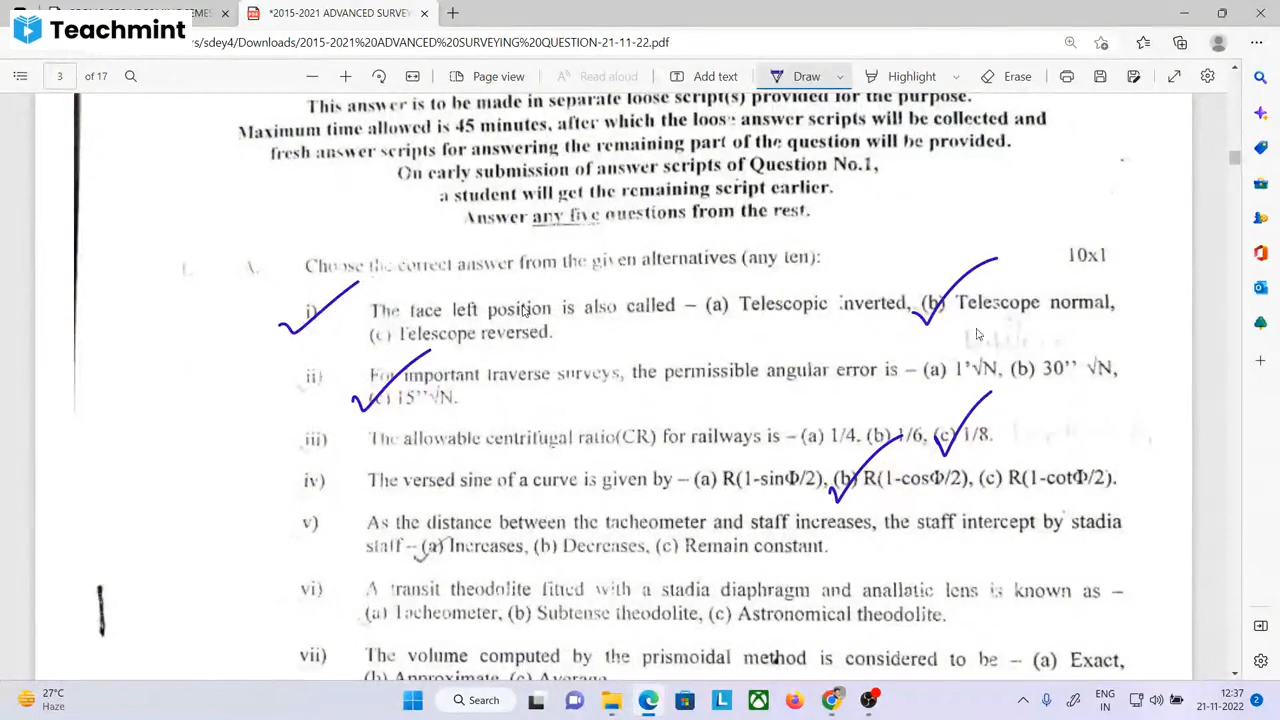 *2015-2021 ADVANCED SURVEY
Teachmint
s/sdey4/Downloads/2015-2021%20ADVANCED%20SURVEYING%20QUESTION-21-11-22.pdf
3 of 17
Page view
Read aloud
Add text
Draw
Highlight
Erase
This answer is to be made in separate loose script(s) provided for the purpose.
Maximum time allowed is 45 minutes, after which the loose answer scripts will be collected and
fresh answer scripts for answering the remaining part of the question will be provided.
On early submission of answer scripts of Question No.1,
a student will get the remaining script earlier.
Answer any five questions from the rest.
A. Choose the correct answer from the given alternatives (any ten): 10x1
i) The face left position is also called – (a) Telescopic inverted, (b) Telescope normal,
(c) Telescope reversed.
ii) For important traverse surveys, the permissible angular error is – (a) 1’√N, (b) 30’’ √N,
(c) 15’’√N.
iii) The allowable centrifugal ratio(CR) for railways is – (a) 1/4. (b) 1/6, (c) 1/8.
iv) The versed sine of a curve is given by – (a) R(1-sinΦ/2), (b) R(1-cosΦ/2), (c) R(1-cotΦ/2).
v) As the distance between the tacheometer and staff increases, the staff intercept by stadia
staff – (a) Increases, (b) Decreases, (c) Remain constant.
vi) A transit theodolite fitted with a stadia diaphragm and anallatic lens is known as –
(a) Tacheometer, (b) Subtense theodolite, (c) Astronomical theodolite.
vii) The volume computed by the prismoidal method is considered to be – (a) Exact,
(b) Approximate, (c) Average
27°C
Haze
Search
ENG
IN
12:37
21-11-2022
2